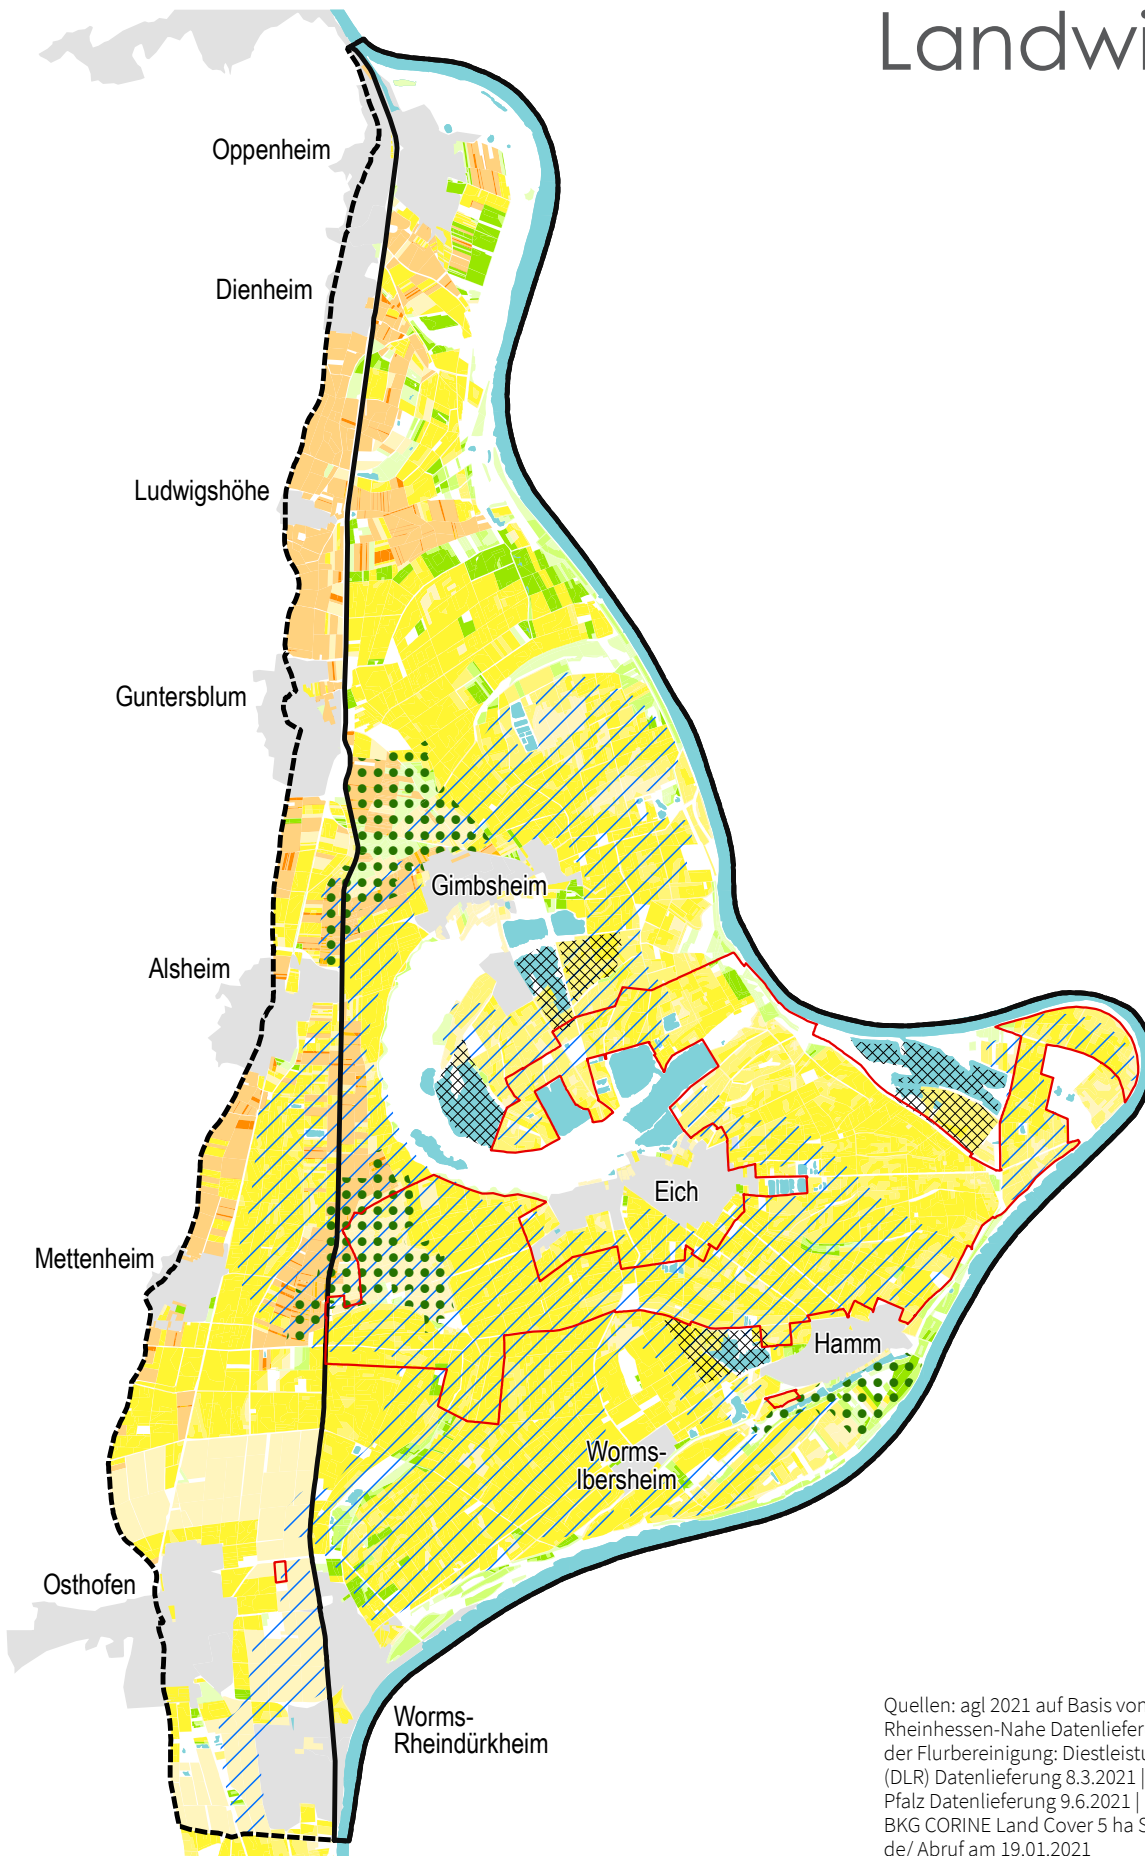 Landwi
Oppenheim
Dienheim
Ludwigshöhe
Guntersblum
Gimbsheim
Alsheim
Eich
Mettenheim
Hamm
Worms-
Ibersheim
Osthofen
Worms-
Rheindürkheim
Quellen: agl 2021 auf Basis von
Rheinhessen-Nahe Datenliefer
der Flurbereinigung: Diestleistu
(DLR) Datenlieferung 8.3.2021 |
Pfalz Datenlieferung 9.6.2021 |
BKG CORINE Land Cover 5 ha S
de/ Abruf am 19.01.2021